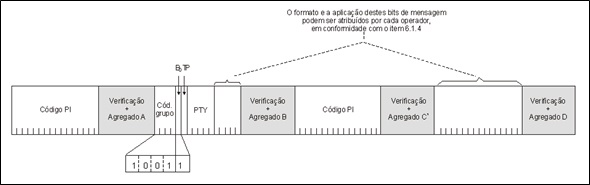 O formato e a aplicação destes bits de mensagem
podem ser atribuídos por cada operador,
em conformidade com o item 6.1.4
B₀ TP
Código PI
Verificação
+
Agregado A
Cód.
grupo
PTY
Verificação
+
Agregado B
Código PI
Verificação
+
Agregado C'
Verificação
+
Agregado D
1 0 0 1 1